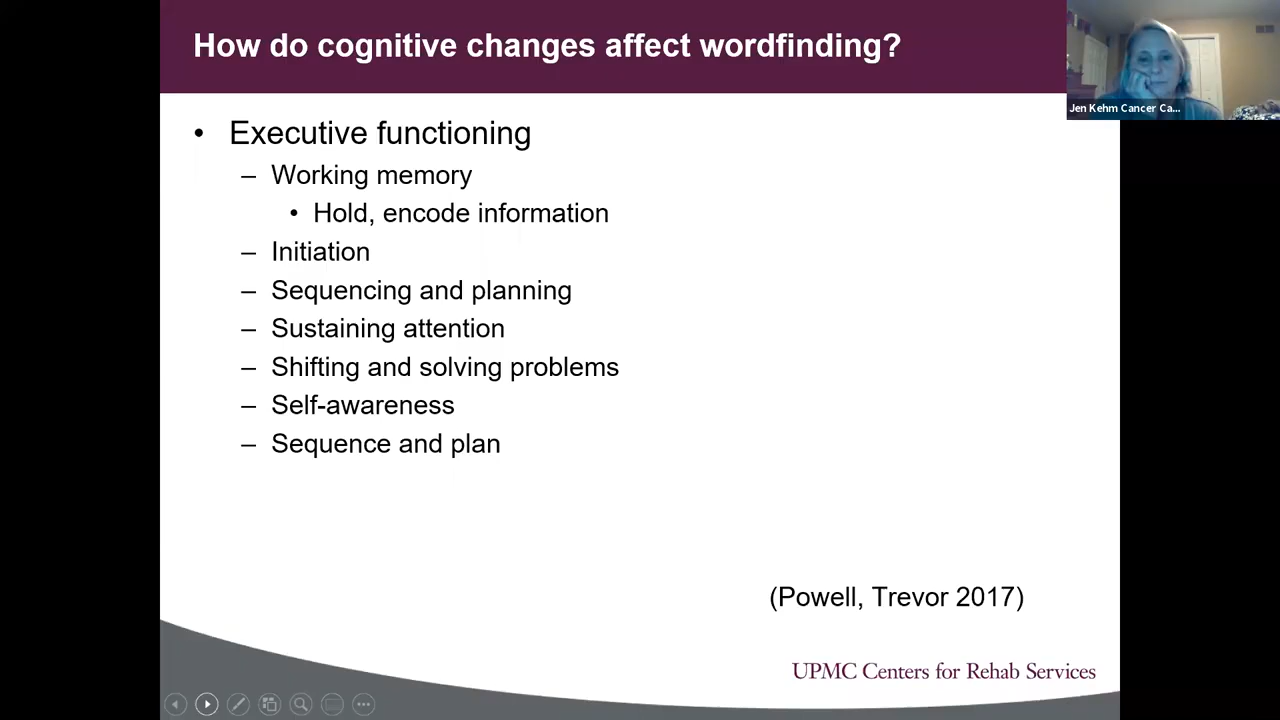 How do cognitive changes affect wordfinding?
Jen Kehm Cancer Ca...
• Executive functioning
– Working memory
• Hold, encode information
– Initiation
– Sequencing and planning
– Sustaining attention
– Shifting and solving problems
– Self-awareness
– Sequence and plan
(Powell, Trevor 2017)
UPMC Centers for Rehab Services